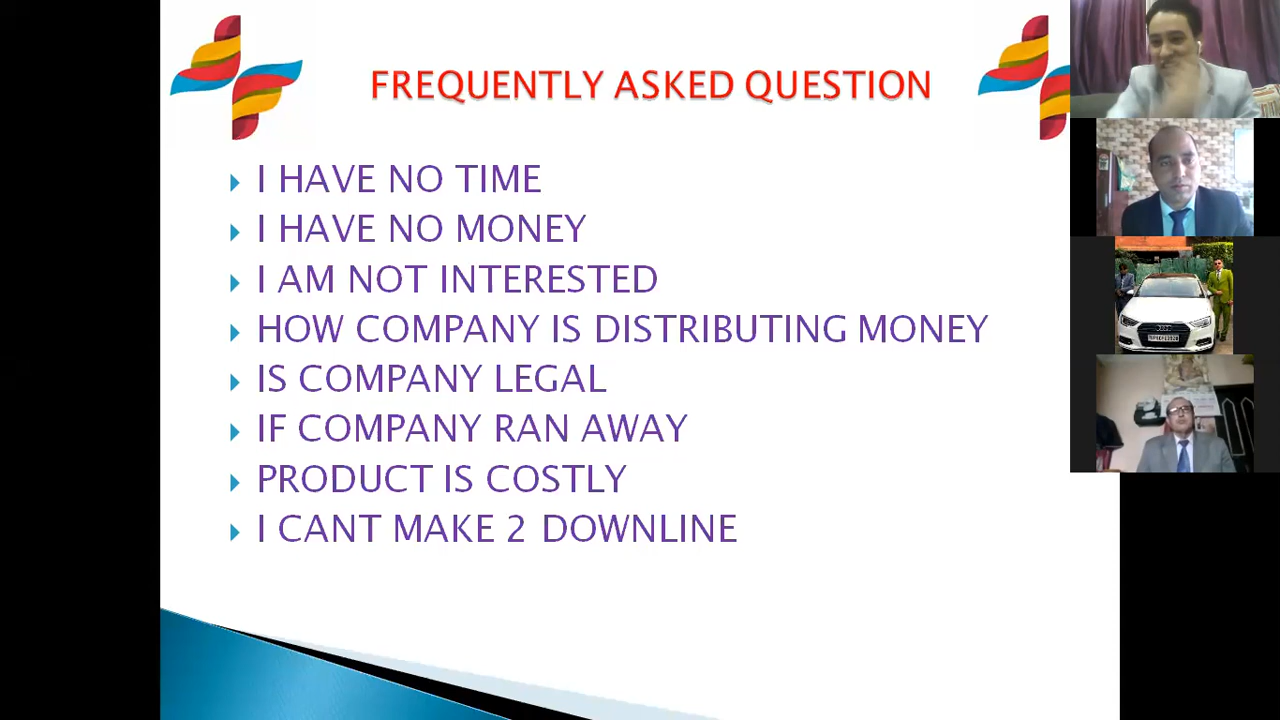 FREQUENTLY ASKED QUESTION
I HAVE NO TIME
I HAVE NO MONEY
I AM NOT INTERESTED
HOW COMPANY IS DISTRIBUTING MONEY
IS COMPANY LEGAL
IF COMPANY RAN AWAY
PRODUCT IS COSTLY
I CANT MAKE 2 DOWNLINE